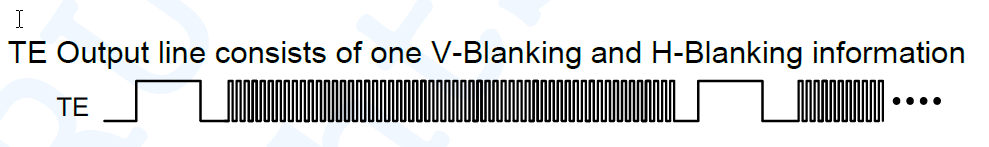 TE Output line consists of one V-Blanking and H-Blanking information
TE